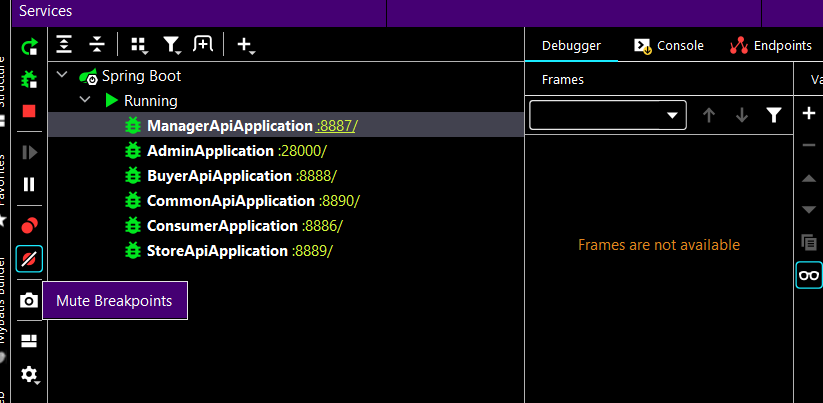 Services
Debugger
Console
Endpoints
Structure
Spring Boot
Frames
Va
Running
ManagerApiApplication :8887/
AdminApplication :28000/
BuyerApiApplication :8888/
Favorites
CommonApiApplication :8890/
ConsumerApplication :8886/
Frames are not available
StoreApiApplication :8889/
Mybatis Builder
Mute Breakpoints